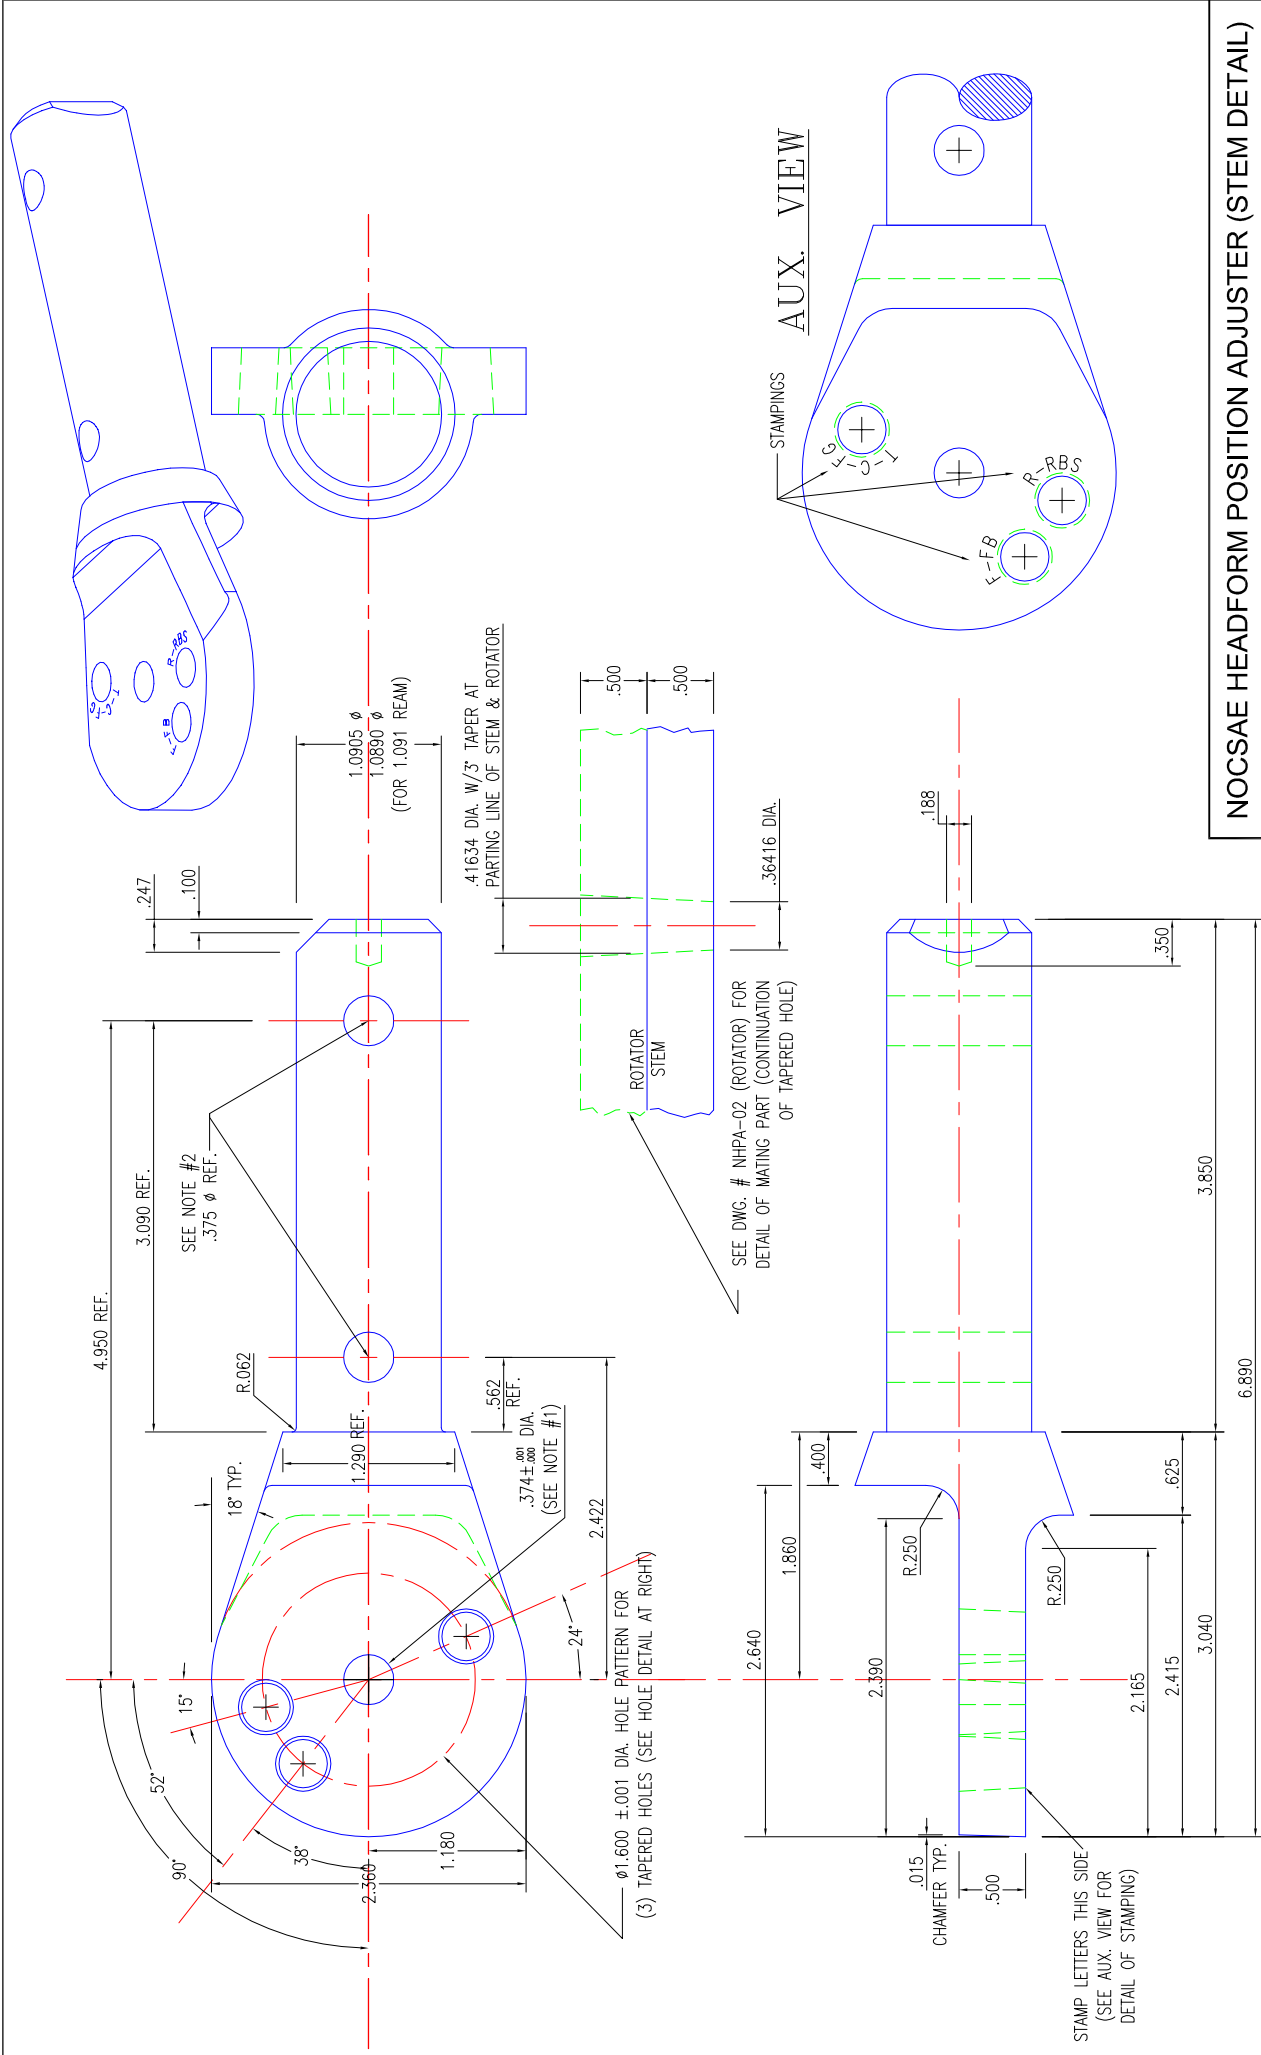 4.950 REF.
3.090 REF.
.247
.100
SEE NOTE #2
.375 ø REF.
R.062
18° TYP.
15°
52°
90°
38°
2.360
1.180
1.290 REF.
.562
REF.
.374±.001 DIA.
.000
(SEE NOTE #1)
2.422
24°
ø1.600 ±.001 DIA. HOLE PATTERN FOR
(3) TAPERED HOLES (SEE HOLE DETAIL AT RIGHT)
1.0905 ø
1.0890 ø
(FOR 1.091 REAM)
.41634 DIA. W/3° TAPER AT
PARTING LINE OF STEM & ROTATOR
.500
.500
ROTATOR
STEM
.36416 DIA.
SEE DWG. # NHPA-02 (ROTATOR) FOR
DETAIL OF MATING PART (CONTINUATION
OF TAPERED HOLE)
T-C-FG
F-FB
R-RBS
STAMPINGS
AUX. VIEW
T-C-FG
F-FB
R-RBS
2.640
1.860
.400
2.390
R.250
R.250
.188
.350
.015
CHAMFER TYP.
.500
STAMP LETTERS THIS SIDE
(SEE AUX. VIEW FOR
DETAIL OF STAMPING)
2.165
2.415
.625
3.040
3.850
6.890
NOCSAE HEADFORM POSITION ADJUSTER (STEM DETAIL)